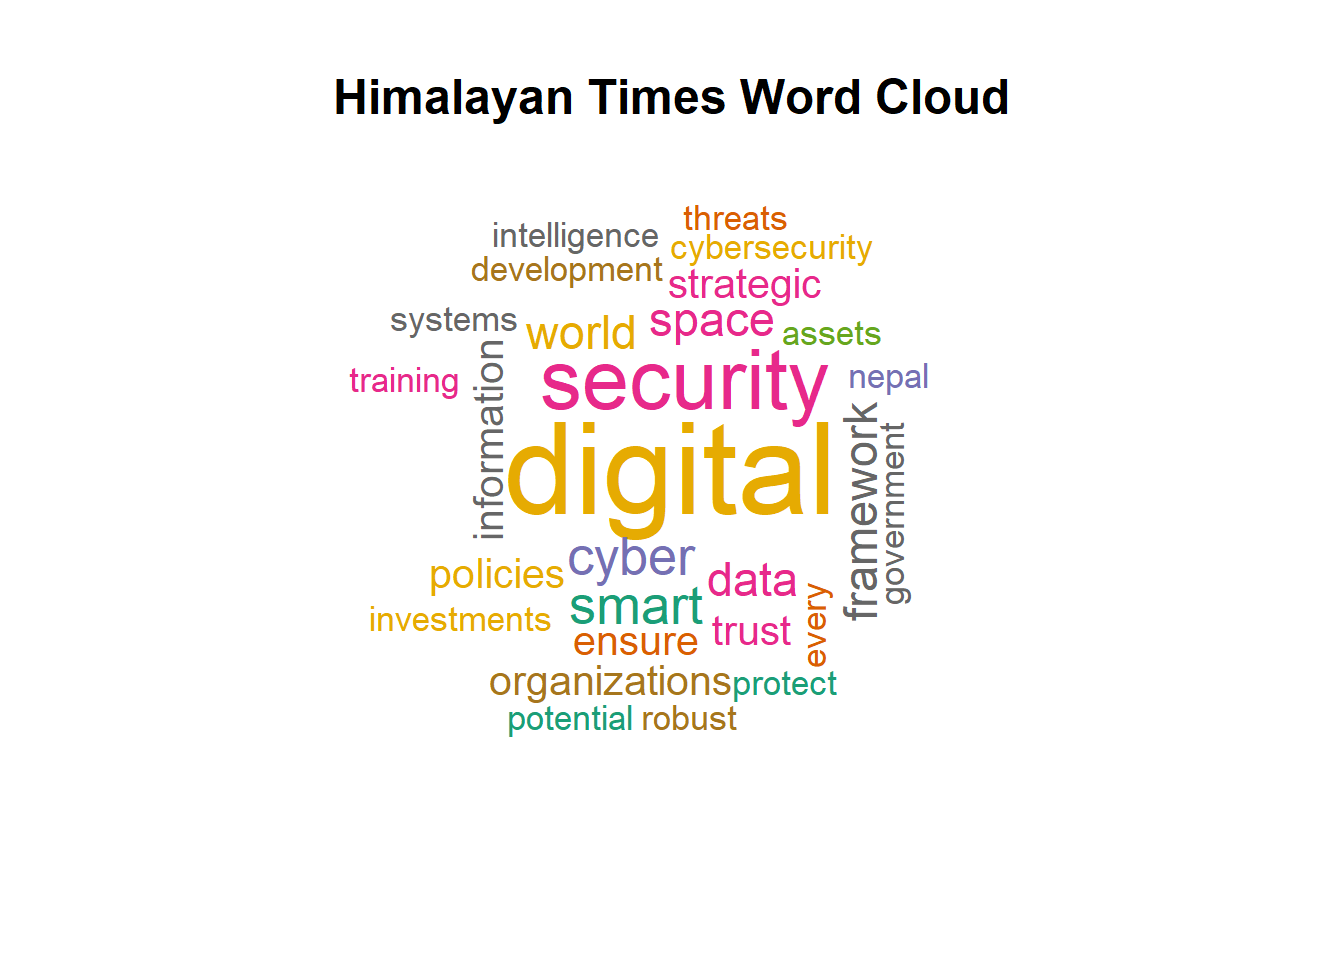 Himalayan Times Word Cloud
threats
intelligence
cybersecurity
development
strategic
systems
world
space
assets
training
information
security
nepal
digital
framework
government
cyber
policies
data
investments
smart
trust
every
ensure
organizations
protect
potential
robust